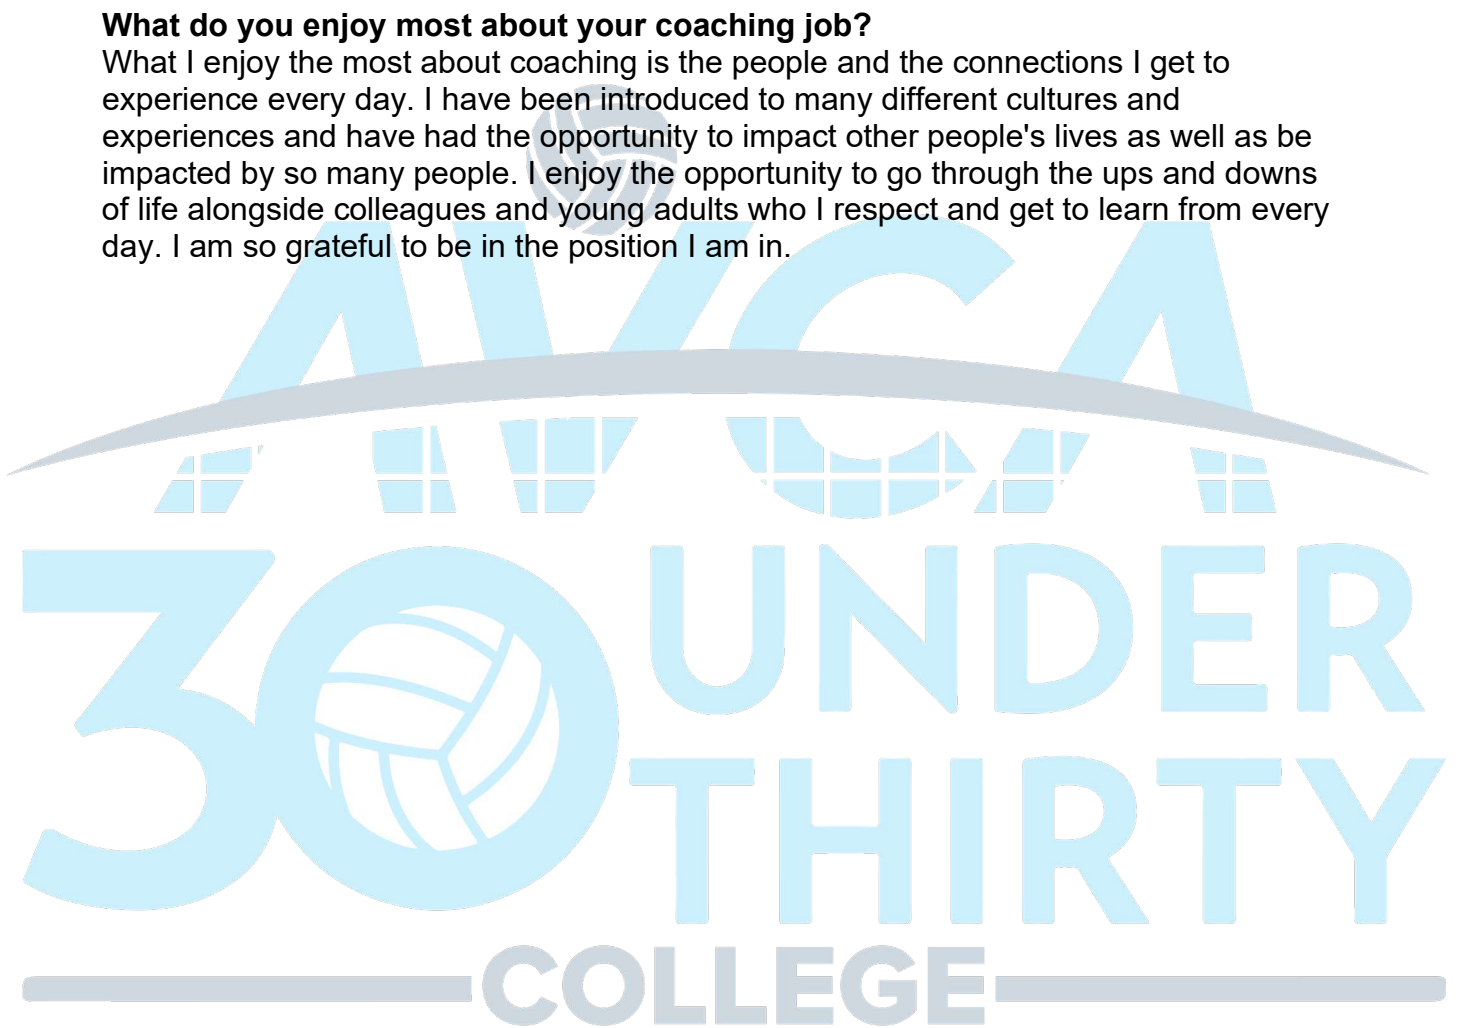 What do you enjoy most about your coaching job?
What I enjoy the most about coaching is the people and the connections I get to
experience every day. I have been introduced to many different cultures and
experiences and have had the opportunity to impact other people's lives as well as be
impacted by so many people. I enjoy the opportunity to go through the ups and downs
of life alongside colleagues and young adults who I respect and get to learn from every
day. I am so grateful to be in the position I am in.
AVCA
30 UNDER
THIRTY
COLLEGE